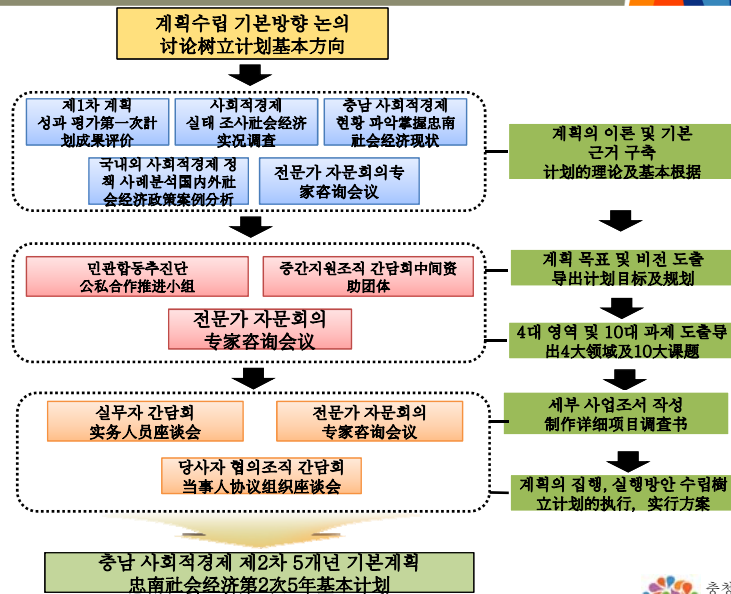 계획수립 기본방향 논의
讨论树立计划基本方向
제1차 계획
성과 평가第一次計
划成果评价
사회적경제
실태 조사社会经济
实况调查
충남 사회적경제
현황 파악掌握忠南
社会经济现状
국내외 사회적경제 정
책 사례분석国内外社
会经济政策案例分析
전문가 자문회의专
家咨询会议
계획의 이론 및 기본
근거 구축
计划的理论及基本根据
민관합동추진단
公私合作推进小组
중간지원조직 간담회中间资
助团体
전문가 자문회의
专家咨询会议
계획 목표 및 비전 도출
导出计划目标及规划
4대 영역 및 10대 과제 도출导
出4大领域及10大课题
실무자 간담회
实务人员座谈会
전문가 자문회의
专家咨询会议
당사자 협의조직 간담회
当事人协议组织座谈会
세부 사업조서 작성
制作详细项目调查书
계획의 집행, 실행방안 수립樹
立计划的执行，实行方案
충남 사회적경제 제2차 5개년 기본계획
忠南社会经济第2次5年基本计划
충청